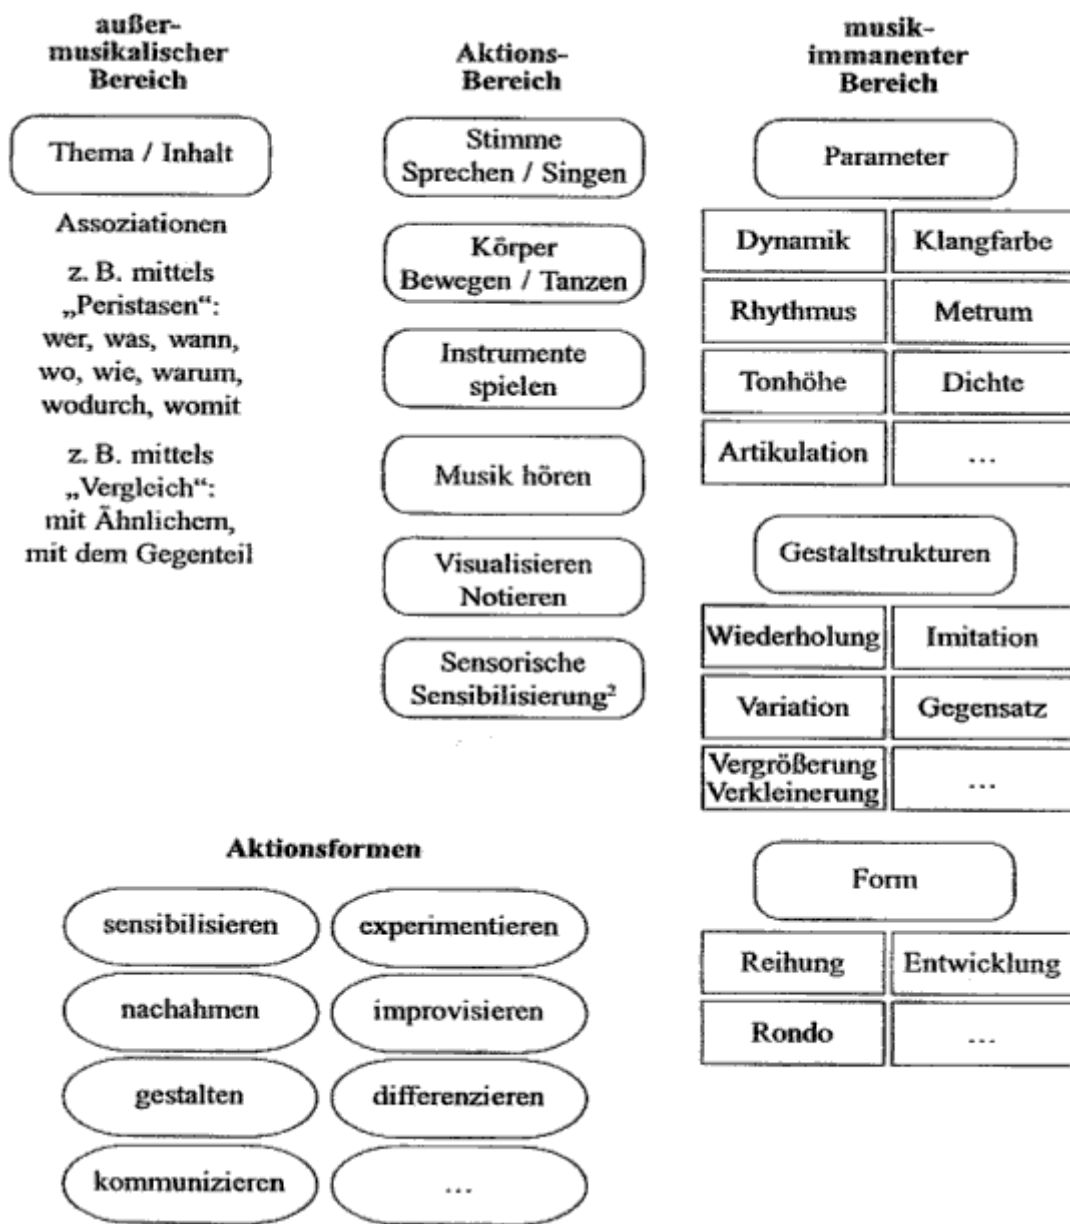 außer-
musikalischer
Bereich
Thema / Inhalt
Assoziationen
z. B. mittels
„Peristasen“:
wer, was, wann,
wo, wie, warum,
wodurch, womit
z. B. mittels
„Vergleich“:
mit Ähnlichem,
mit dem Gegenteil
Aktions-
Bereich
Stimme
Sprechen / Singen
Körper
Bewegen / Tanzen
Instrumente
spielen
Musik hören
Visualisieren
Notieren
Sensorische
Sensibilisierung²
musik-
immanenter
Bereich
Parameter
Dynamik Klangfarbe
Rhythmus Metrum
Tonhöhe Dichte
Artikulation ...
Gestaltstrukturen
Wiederholung Imitation
Variation Gegensatz
Vergrößerung
Verkleinerung ...
Form
Reihung Entwicklung
Rondo ...
Aktionsformen
sensibilisieren experimentieren
nachahmen improvisieren
gestalten differenzieren
kommunizieren ...